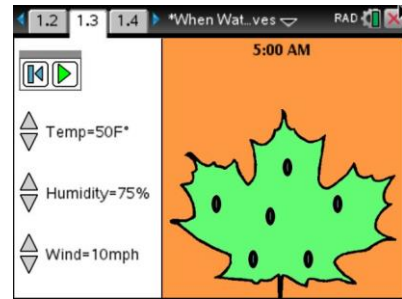 1.2 1.3 1.4 *When Wat...ves RAD
5:00 AM
Temp=50F°
Humidity=75%
Wind=10mph